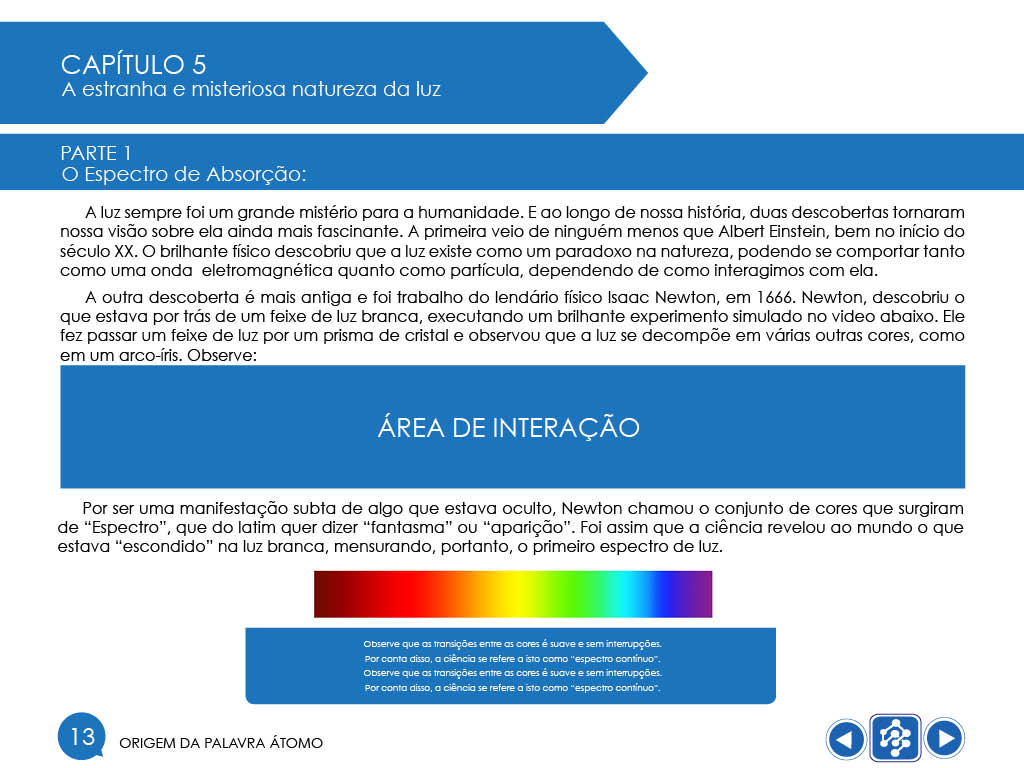 CAPÍTULO 5
A estranha e misteriosa natureza da luz
PARTE 1
O Espectro de Absorção:
A luz sempre foi um grande mistério para a humanidade. E ao longo de nossa história, duas descobertas tornaram
nossa visão sobre ela ainda mais fascinante. A primeira veio de ninguém menos que Albert Einstein, bem no início do
século XX. O brilhante físico descobriu que a luz existe como um paradoxo na natureza, podendo se comportar tanto
como uma onda  eletromagnética quanto como partícula, dependendo de como interagimos com ela.
A outra descoberta é mais antiga e foi trabalho do lendário físico Isaac Newton, em 1666. Newton, descobriu o
que estava por trás de um feixe de luz branca, executando um brilhante experimento simulado no video abaixo. Ele
fez passar um feixe de luz por um prisma de cristal e observou que a luz se decompõe em várias outras cores, como
em um arco-íris. Observe:
ÁREA DE INTERAÇÃO
Por ser uma manifestação subta de algo que estava oculto, Newton chamou o conjunto de cores que surgiram
de “Espectro”, que do latim quer dizer “fantasma” ou “aparição”. Foi assim que a ciência revelou ao mundo o que
estava “escondido” na luz branca, mensurando, portanto, o primeiro espectro de luz.
Observe que as transições entre as cores é suave e sem interrupções.
Por conta disso, a ciência se refere a isto como “espectro contínuo”.
Observe que as transições entre as cores é suave e sem interrupções.
Por conta disso, a ciência se refere a isto como “espectro contínuo”.
13
ORIGEM DA PALAVRA ÁTOMO